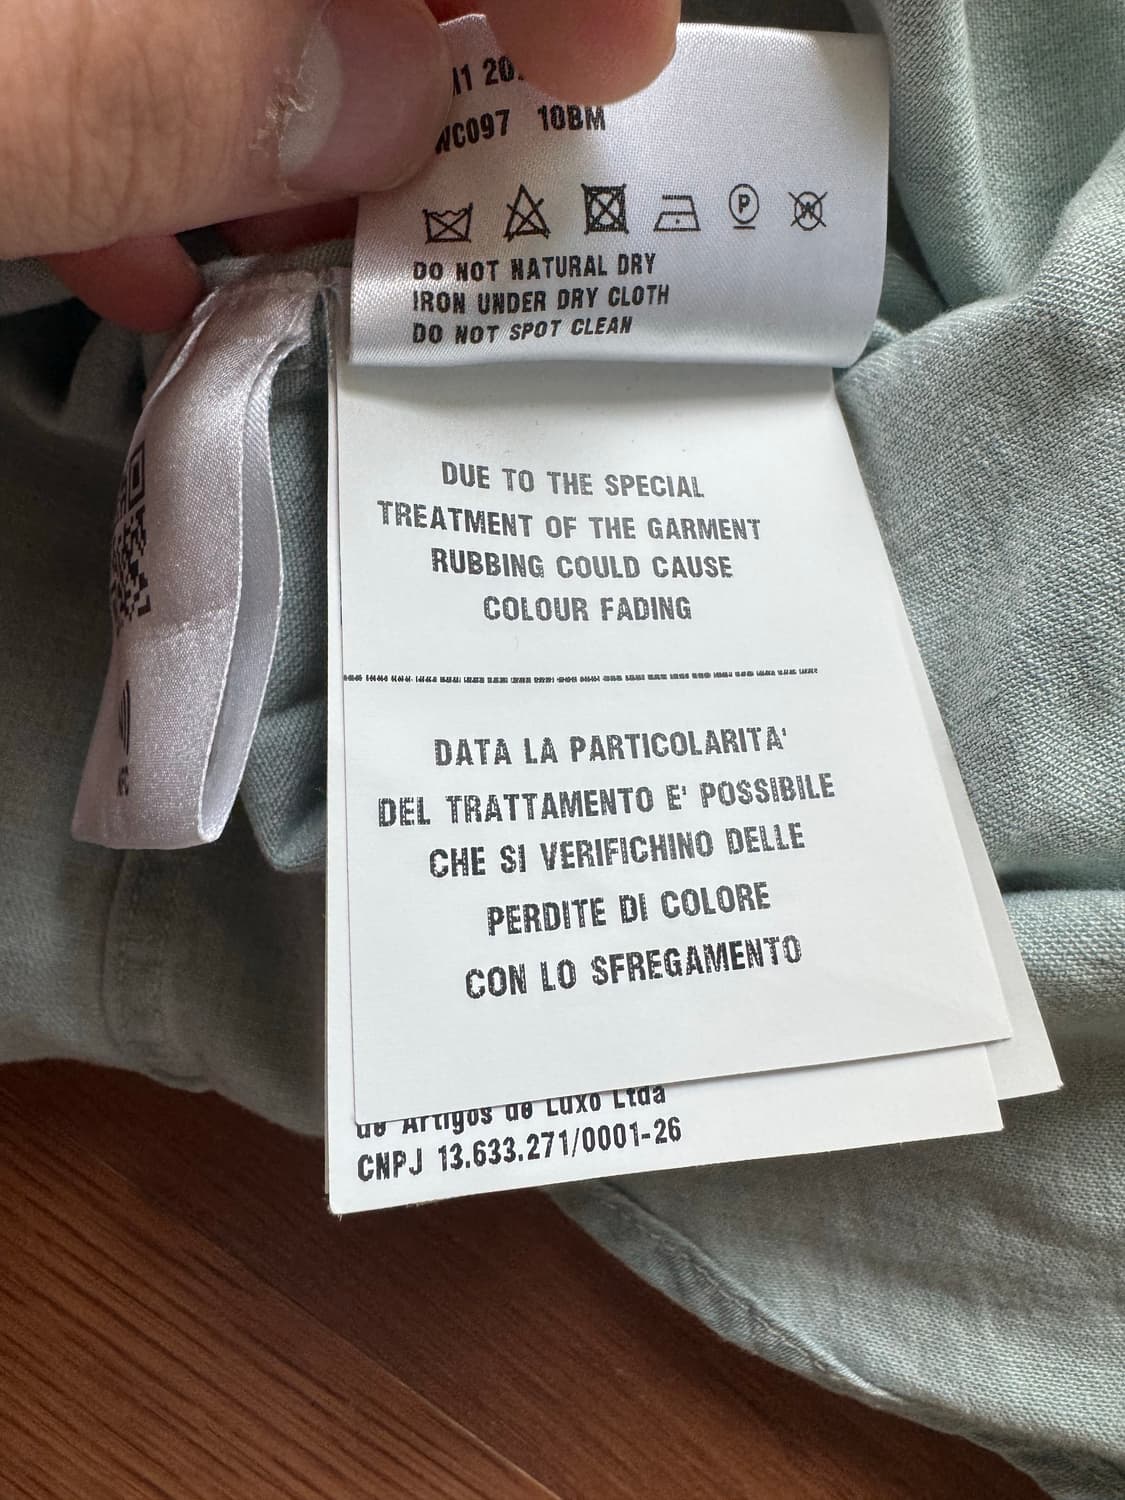 10BM
DO NOT NATURAL DRY
IRON UNDER DRY CLOTH
DO NOT SPOT CLEAN
DUE TO THE SPECIAL
TREATMENT OF THE GARMENT
RUBBING COULD CAUSE
COLOUR FADING
DATA LA PARTICOLARITA'
DEL TRATTAMENTO E' POSSIBILE
CHE SI VERIFICHINO DELLE
PERDITE DI COLORE
CON LO SFREGAMENTO
de Artigos de Luxo Ltda
CNPJ 13.633.271/0001-26